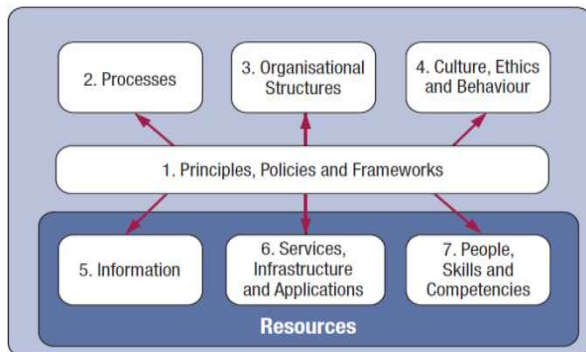 2. Processes
3. Organisational
Structures
4. Culture, Ethics
and Behaviour
1. Principles, Policies and Frameworks
5. Information
6. Services,
Infrastructure
and Applications
7. People,
Skills and
Competencies
Resources